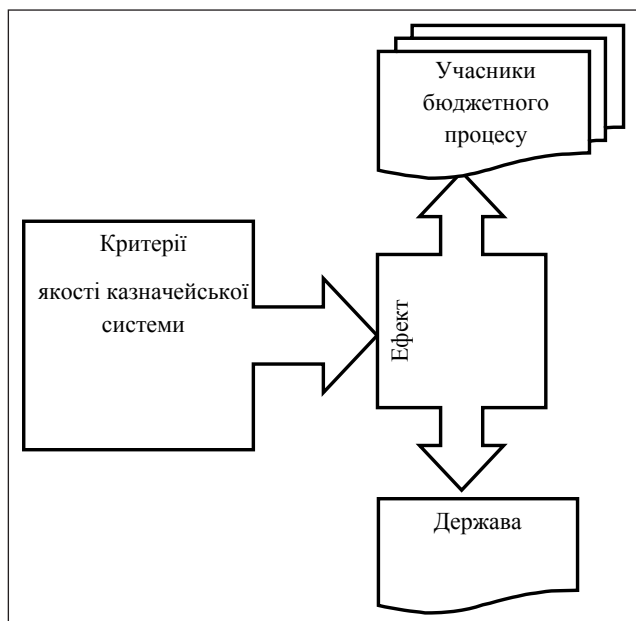 Учасники
бюджетного
процесу
Критерії
якості казначейської
системи
Ефект
Держава